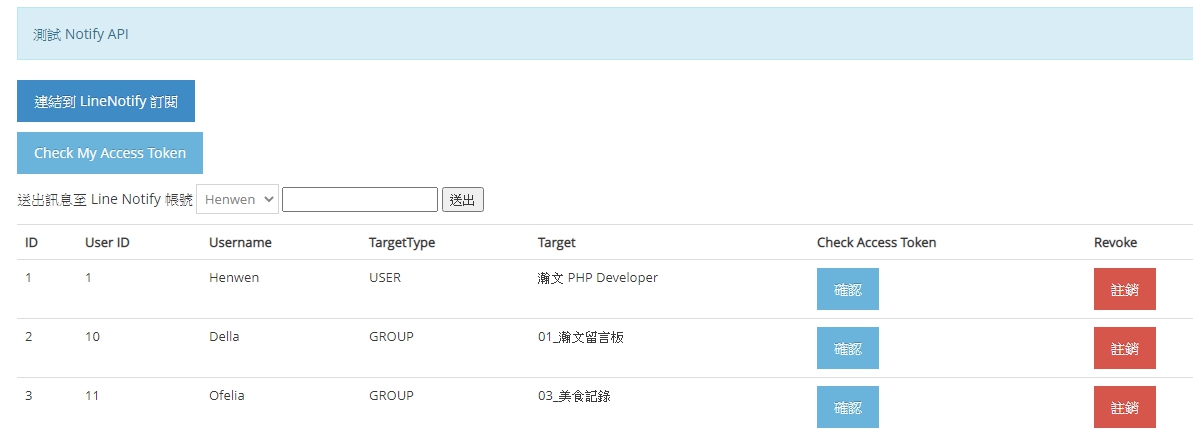 測試 Notify API
連結到 LineNotify 訂閱
Check My Access Token
送出訊息至 Line Notify 帳號 Henwen 送出
ID User ID Username TargetType Target Check Access Token Revoke
1 1 Henwen USER 瀚文 PHP Developer 確認 註銷
2 10 Della GROUP 01_瀚文留言板 確認 註銷
3 11 Ofelia GROUP 03_美食記錄 確認 註銷